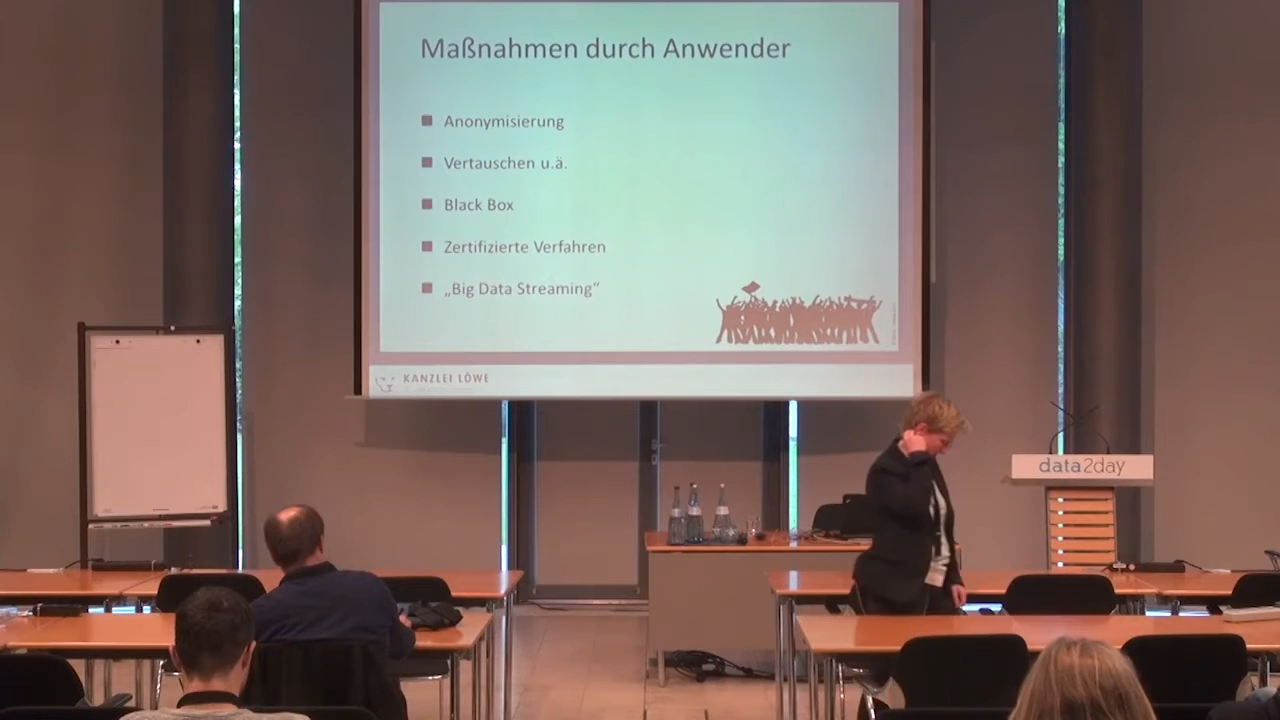 Maßnahmen durch Anwender
Anonymisierung
Vertauschen u.ä.
Black Box
Zertifizierte Verfahren
„Big Data Streaming“
KANZLEI LÖWE
data2day